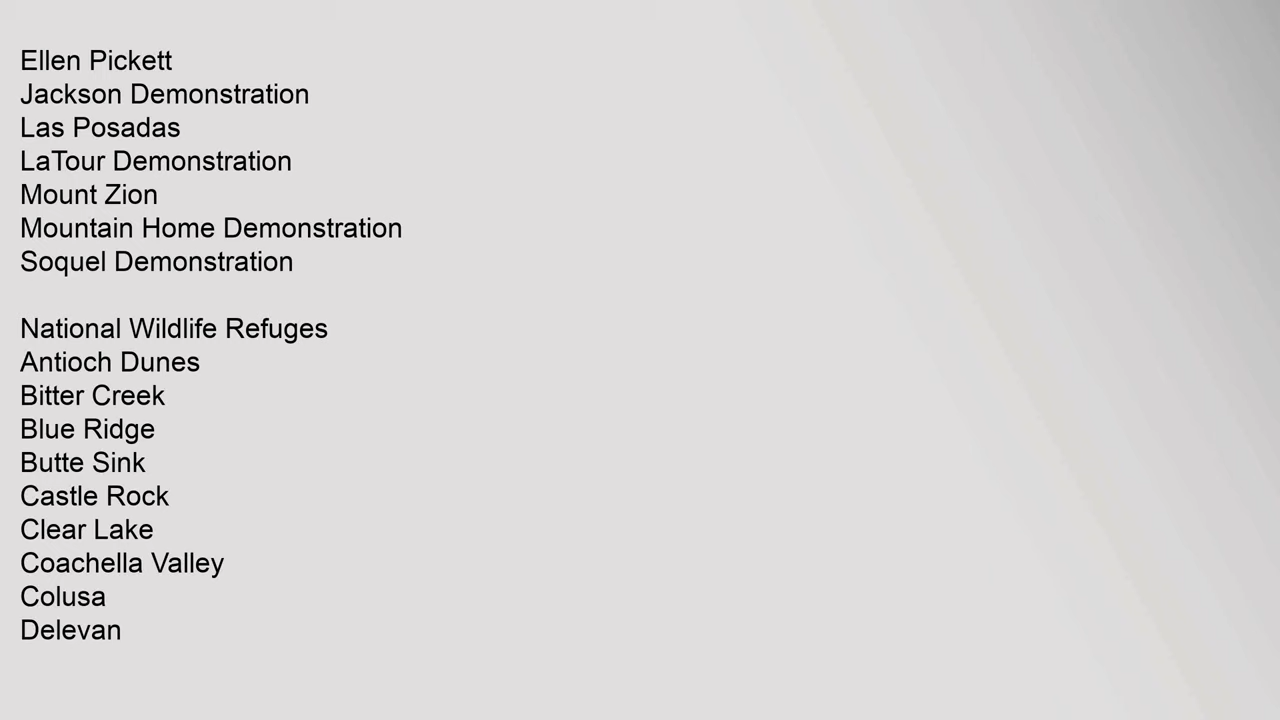 Ellen Pickett
Jackson Demonstration
Las Posadas
LaTour Demonstration
Mount Zion
Mountain Home Demonstration
Soquel Demonstration
National Wildlife Refuges
Antioch Dunes
Bitter Creek
Blue Ridge
Butte Sink
Castle Rock
Clear Lake
Coachella Valley
Colusa
Delevan